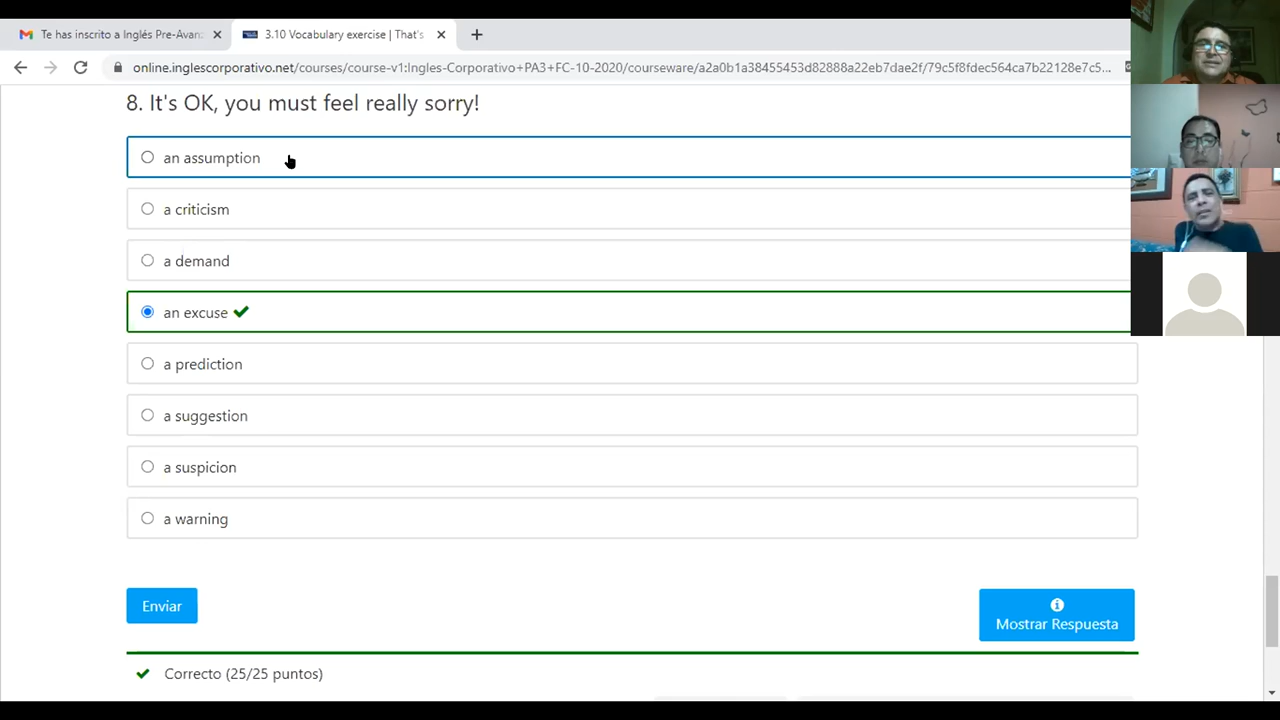 Te has inscrito a Inglés Pre-Avanz
3.10 Vocabulary exercise | That's
online.inglescorporativo.net/courses/course-v1:Ingles-Corporativo+PA3+FC-10-2020/courseware/a2a0b1a38455453d82888a22eb7dae2f/79c5f8fdec564ca7b22128e7c5...
8. It's OK, you must feel really sorry!
an assumption
a criticism
a demand
an excuse
a prediction
a suggestion
a suspicion
a warning
Enviar
Mostrar Respuesta
Correcto (25/25 puntos)